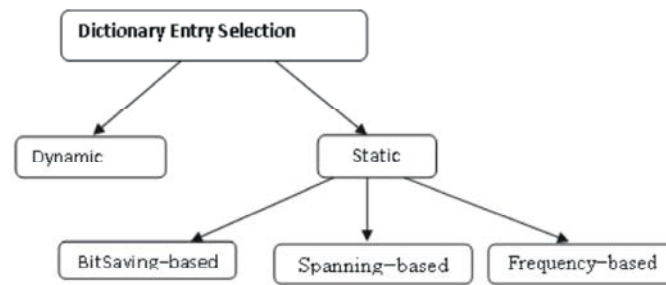 Dictionary Entry Selection
Dynamic
Static
BitSaving-based
Spanning-based
Frequency-based